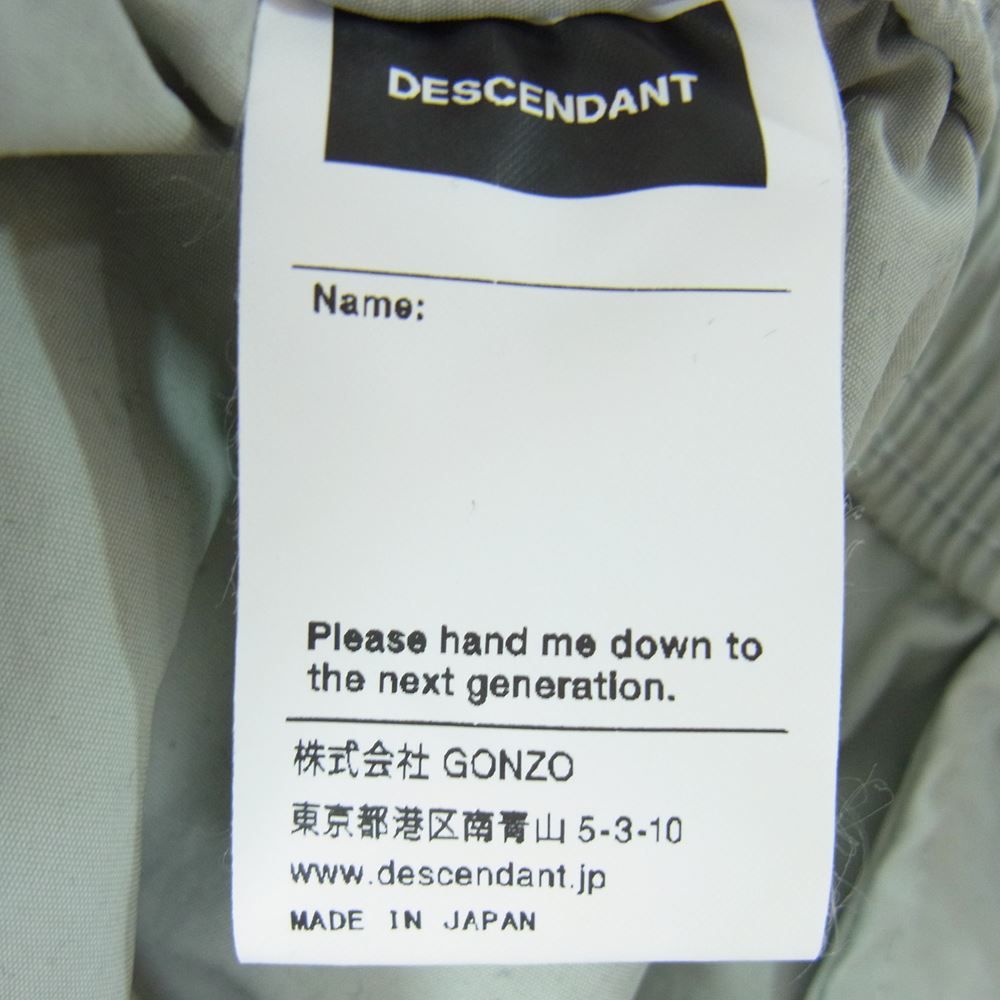 DESCENDANT
Name:
Please hand me down to
the next generation.
株式会社 GONZO
東京都港区南青山 5-3-10
www.descendant.jp
MADE IN JAPAN